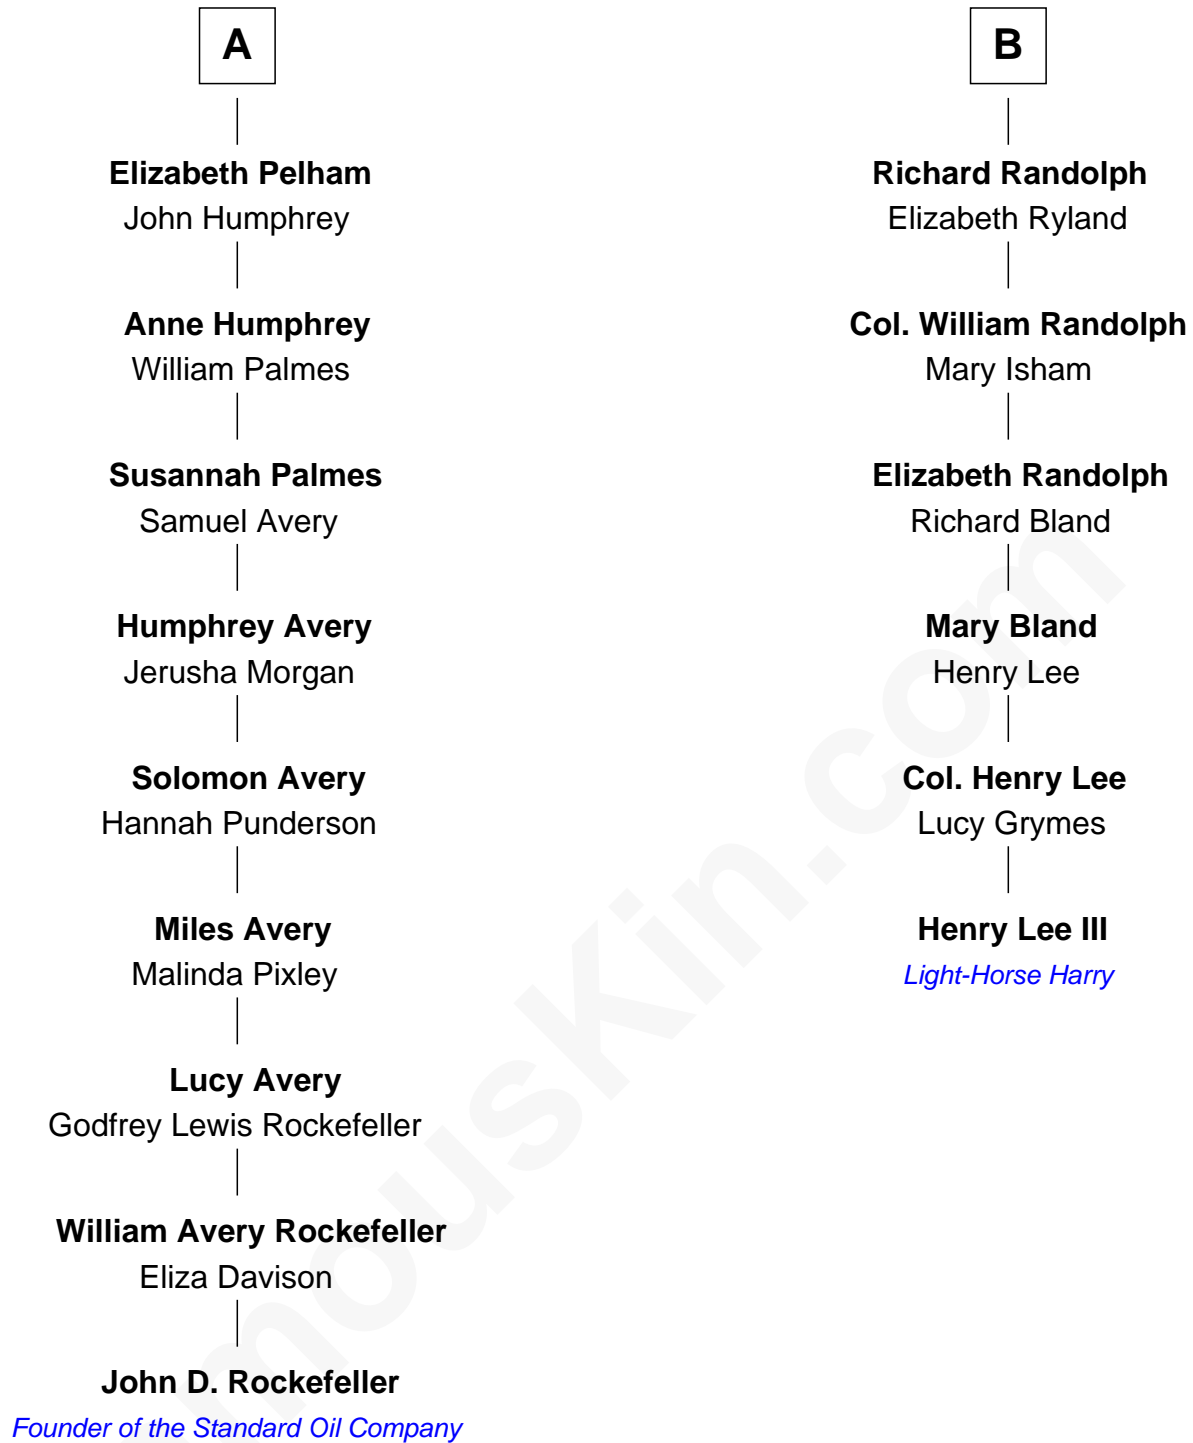 A
Elizabeth Pelham
John Humphrey
Anne Humphrey
William Palmes
Susannah Palmes
Samuel Avery
Humphrey Avery
Jerusha Morgan
Solomon Avery
Hannah Punderson
Miles Avery
Malinda Pixley
Lucy Avery
Godfrey Lewis Rockefeller
William Avery Rockefeller
Eliza Davison
John D. Rockefeller
Founder of the Standard Oil Company
B
Richard Randolph
Elizabeth Ryland
Col. William Randolph
Mary Isham
Elizabeth Randolph
Richard Bland
Mary Bland
Henry Lee
Col. Henry Lee
Lucy Grymes
Henry Lee III
Light-Horse Harry
mouskin.com